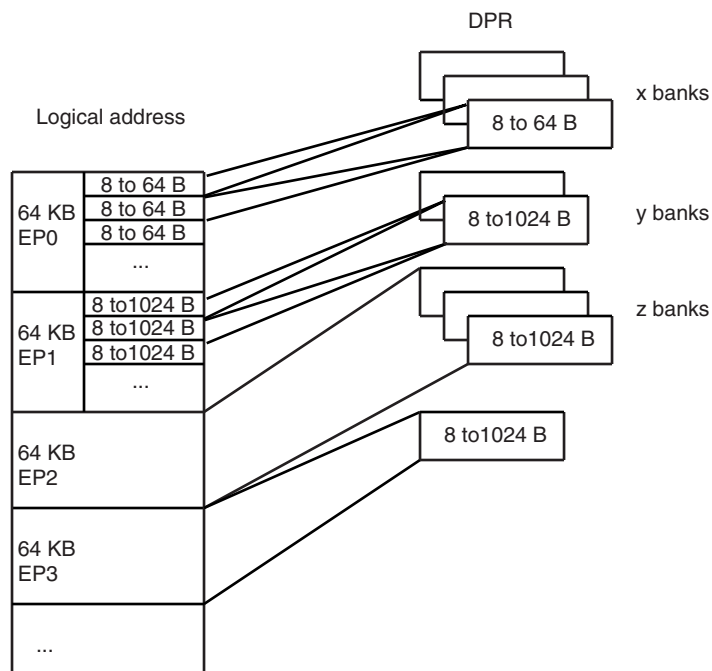 DPR
x banks
8 to 64 B
Logical address
64 KB
EP0
8 to 64 B
8 to 64 B
8 to 64 B
...
y banks
8 to1024 B
64 KB
EP1
8 to1024 B
8 to1024 B
8 to1024 B
...
z banks
8 to1024 B
8 to1024 B
64 KB
EP2
64 KB
EP3
...